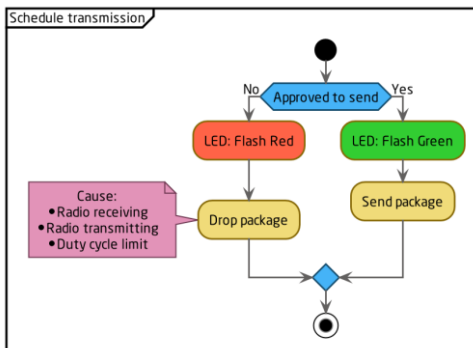 Schedule transmission
No
Approved to send
Yes
LED: Flash Red
LED: Flash Green
Cause:
•Radio receiving
•Radio transmitting
•Duty cycle limit
Drop package
Send package